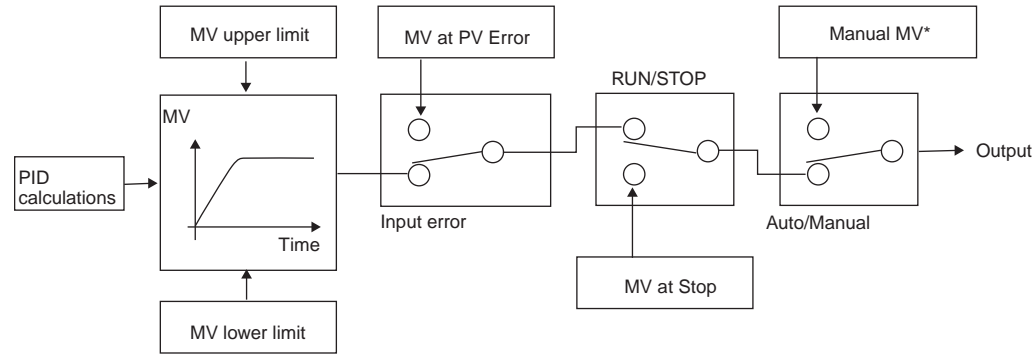 MV upper limit
MV at PV Error
Manual MV*
RUN/STOP
MV
PID
calculations
Time
Output
Input error
Auto/Manual
MV at Stop
MV lower limit